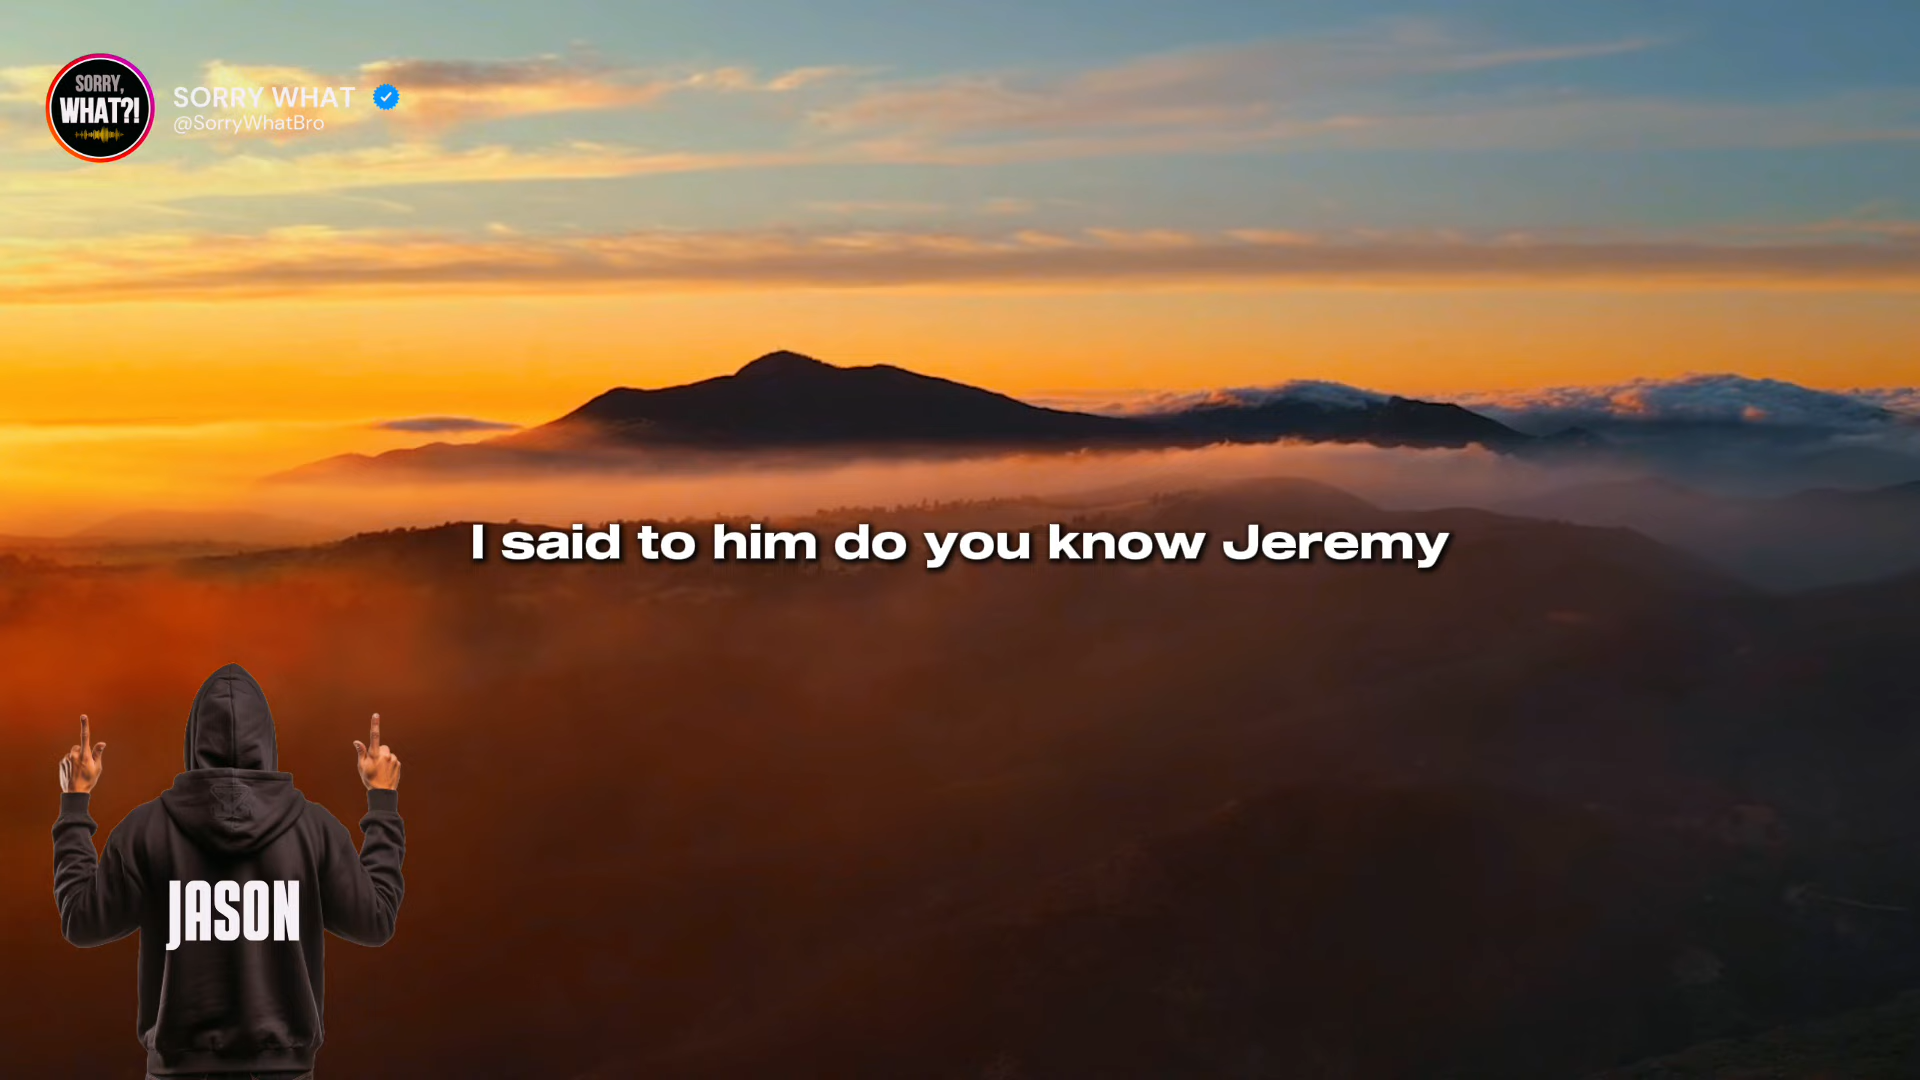 SORRY,
WHAT?!
SORRY WHAT
@SorryWhatBro
I said to him do you know Jeremy
JASON